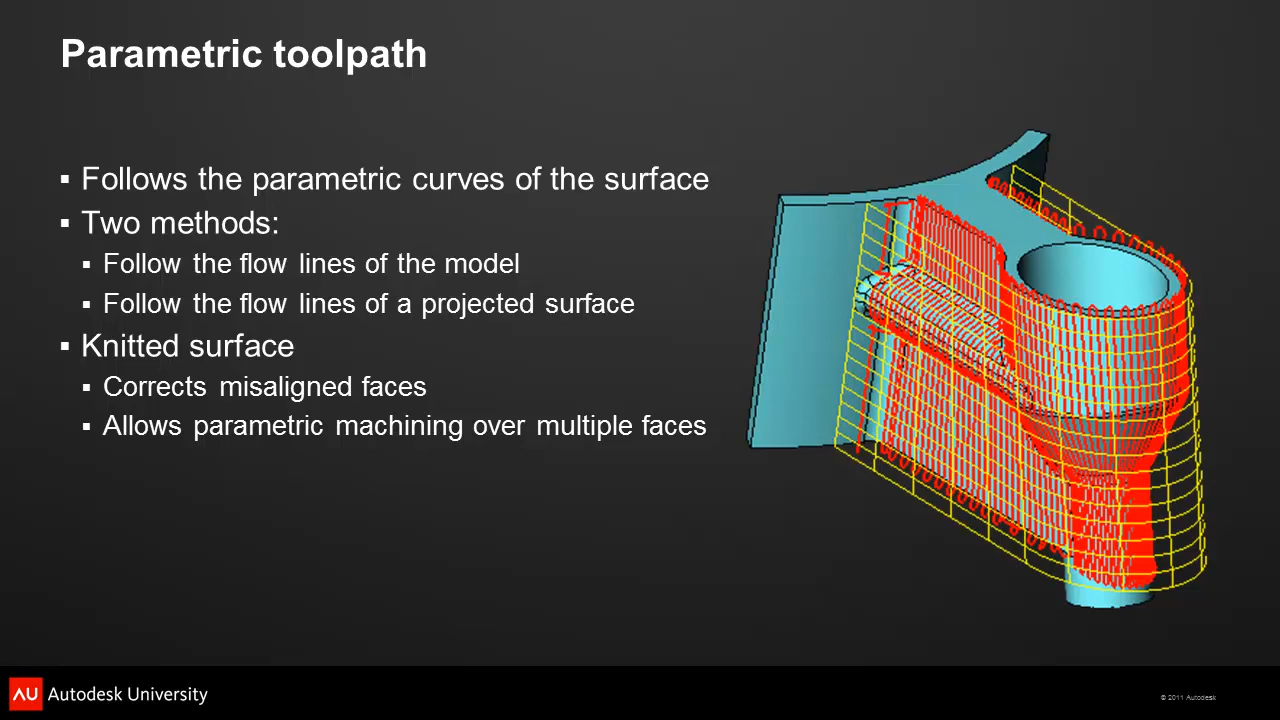 Parametric toolpath
▪ Follows the parametric curves of the surface
▪ Two methods:
▪ Follow the flow lines of the model
▪ Follow the flow lines of a projected surface
▪ Knitted surface
▪ Corrects misaligned faces
▪ Allows parametric machining over multiple faces
AU Autodesk University
© 2011 Autodesk